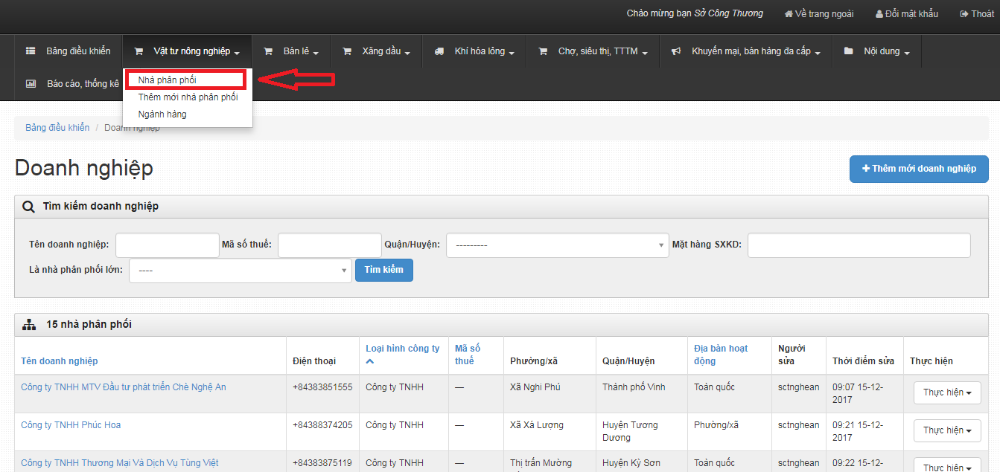 Chào mừng bạn Sở Công Thương Về trang ngoài Đổi mật khẩu Thoát
Bảng điều khiển Vật tư nông nghiệp Bán lẻ Xăng dầu Khí hóa lỏng Chợ, siêu thị, TTTM Khuyến mại, bán hàng đa cấp Nội dung
Báo cáo, thống kê
Nhà phân phối
Thêm mới nhà phân phối
Ngành hàng
Bảng điều khiển / Doanh nghiệp
Doanh nghiệp
Thêm mới doanh nghiệp
Tìm kiếm doanh nghiệp
Tên doanh nghiệp: Mã số thuế: Quận/Huyện: --------- Mặt hàng SXKD:
Là nhà phân phối lớn: ---- Tìm kiếm
15 nhà phân phối
Tên doanh nghiệp Điện thoại Loại hình công ty Mã số thuế Phường/xã Quận/Huyện Địa bàn hoạt động Người sửa Thời điểm sửa Thực hiện
Công ty TNHH MTV Đầu tư phát triển Chè Nghệ An +84383851555 Công ty TNHH — Xã Nghi Phú Thành phố Vinh Toàn quốc sctnghean 09:07 15-12-2017 Thực hiện
Công ty TNHH Phúc Hoa +84388374205 Công ty TNHH — Xã Xá Lượng Huyện Tương Dương Phường/xã sctnghean 09:21 15-12-2017 Thực hiện
Công ty TNHH Thương Mại Và Dịch Vụ Tùng Việt +84383875119 Công ty TNHH — Thị trấn Mường Huyện Kỳ Sơn Toàn quốc sctnghean 09:22 15-12- Thực hiện